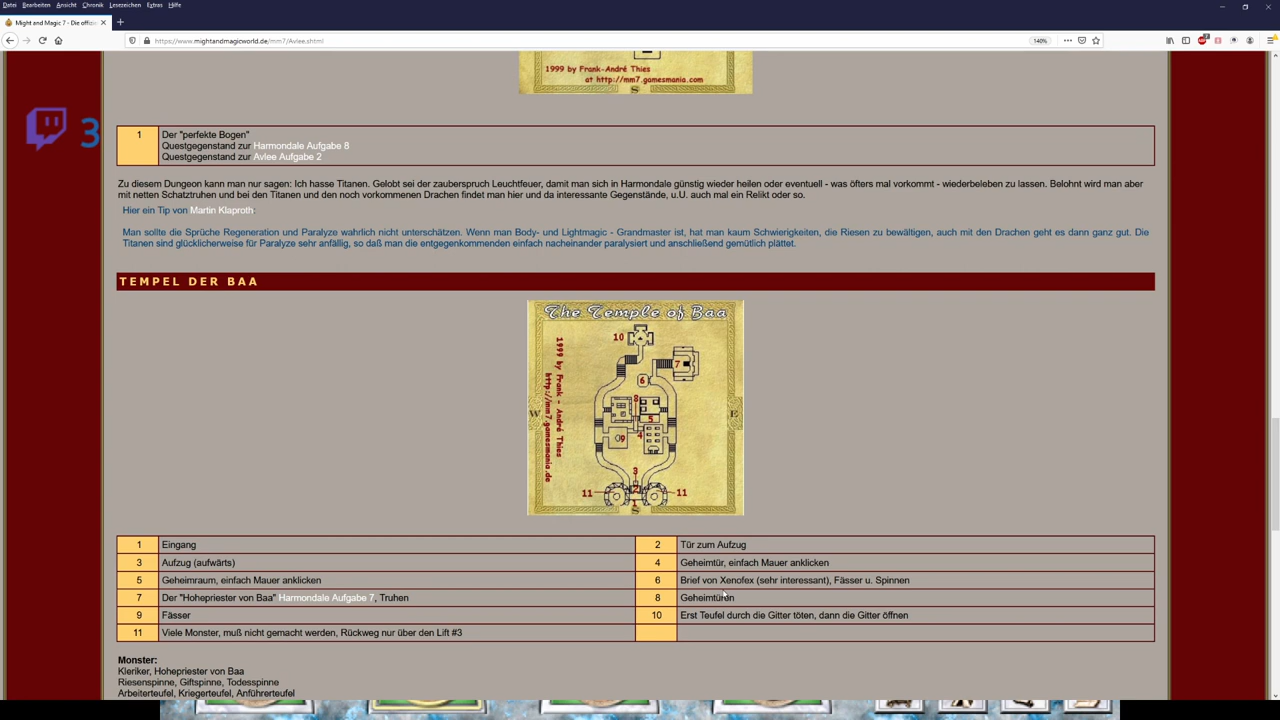 Datei Bearbeiten Ansicht Chronik Lesezeichen Extras Hilfe
Might and Magic 7 - Die offizie
https://www.mightandmagicworld.de/mm7/Avlee.shtml
140%
1999 by Frank-André Thies
at http://mm7.gamesmania.com
S
3
1
Der "perfekte Bogen"
Questgegenstand zur Harmondale Aufgabe 8
Questgegenstand zur Avlee Aufgabe 2
Zu diesem Dungeon kann man nur sagen: Ich hasse Titanen. Gelobt sei der zauberspruch Leuchtfeuer, damit man sich in Harmondale günstig wieder heilen oder eventuell - was öfters mal vorkommt - wiederbeleben zu lassen. Belohnt wird man aber
mit netten Schatztruhen und bei den Titanen und den noch vorkommenen Drachen findet man hier und da interessante Gegenstände, u.U. auch mal ein Relikt oder so.
Hier ein Tip von Martin Klaproth:
Man sollte die Sprüche Regeneration und Paralyze wahrlich nicht unterschätzen. Wenn man Body- und Lightmagic - Grandmaster ist, hat man kaum Schwierigkeiten, die Riesen zu bewältigen, auch mit den Drachen geht es dann ganz gut. Die
Titanen sind glücklicherweise für Paralyze sehr anfällig, so daß man die entgegenkommenden einfach nacheinander paralysiert und anschließend gemütlich plättet.
TEMPEL DER BAA
The Temple of Baa
1999 by Frank - André Thies
http://mm7.gamesmania.de
10
7
6
8
5
4
9
W
E
3
2
11
11
1
S
1 Eingang 2 Tür zum Aufzug
3 Aufzug (aufwärts) 4 Geheimtür, einfach Mauer anklicken
5 Geheimraum, einfach Mauer anklicken 6 Brief von Xenofex (sehr interessant), Fässer u. Spinnen
7 Der "Hohepriester von Baa" Harmondale Aufgabe 7, Truhen 8 Geheimtüren
9 Fässer 10 Erst Teufel durch die Gitter töten, dann die Gitter öffnen
11 Viele Monster, muß nicht gemacht werden, Rückweg nur über den Lift #3
Monster:
Kleriker, Hohepriester von Baa
Riesenspinne, Giftspinne, Todesspinne
Arbeiterteufel, Kriegerteufel, Anführerteufel